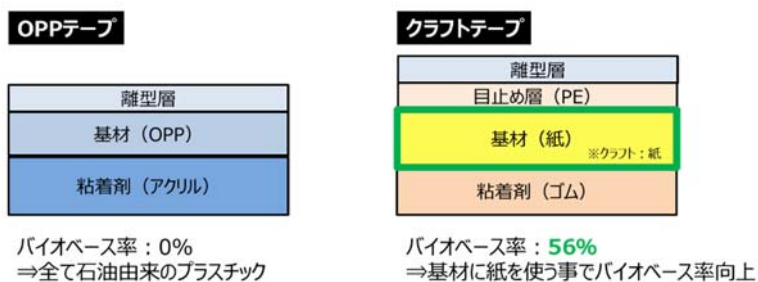 OPPテープ
離型層
基材（OPP）
粘着剤（アクリル）
バイオベース率：0%
⇒全て石油由来のプラスチック
クラフトテープ
離型層
目止め層（PE）
基材（紙）
※クラフト：紙
粘着剤（ゴム）
バイオベース率：56%
⇒基材に紙を使う事でバイオベース率向上